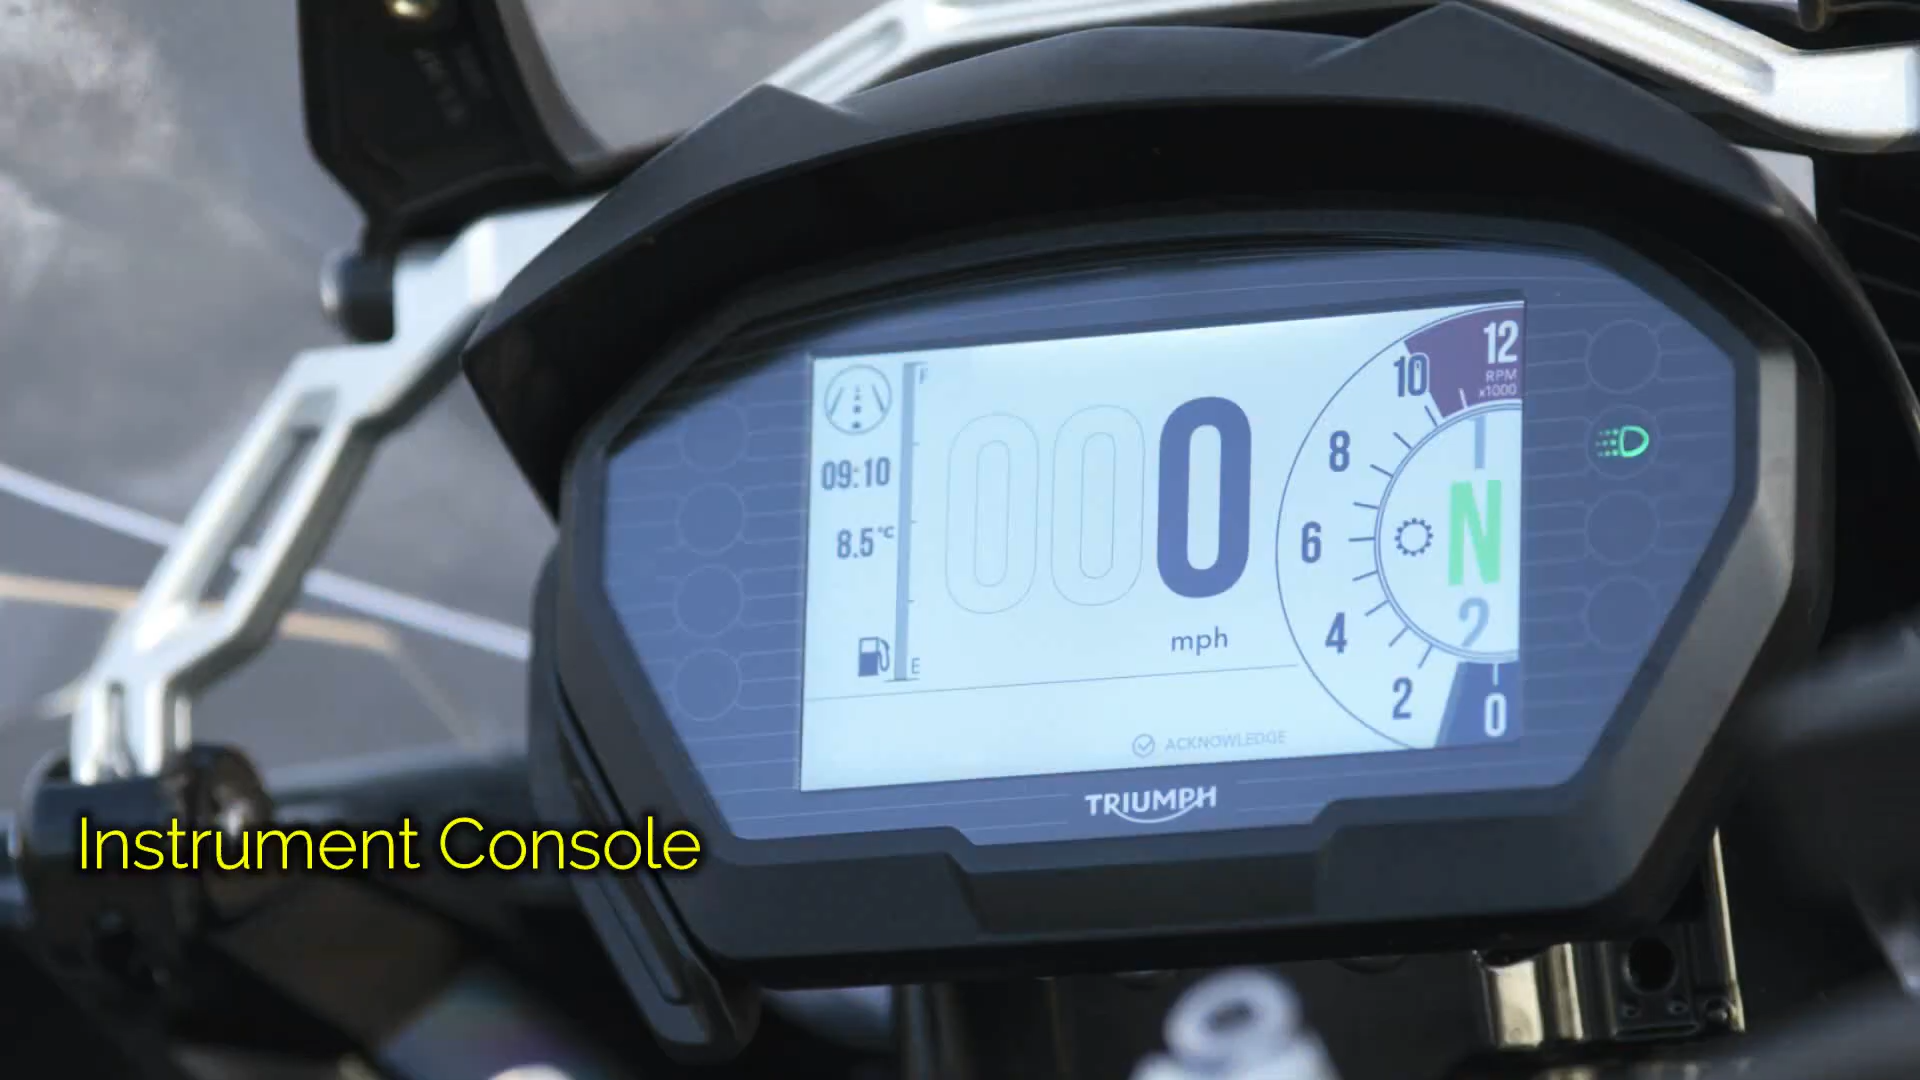 12
10
RPM
x1000
F
8
1
09:10
000
N
6
8.5°C
mph
2
4
E
2
0
ACKNOWLEDGE
TRIUMPH
Instrument Console